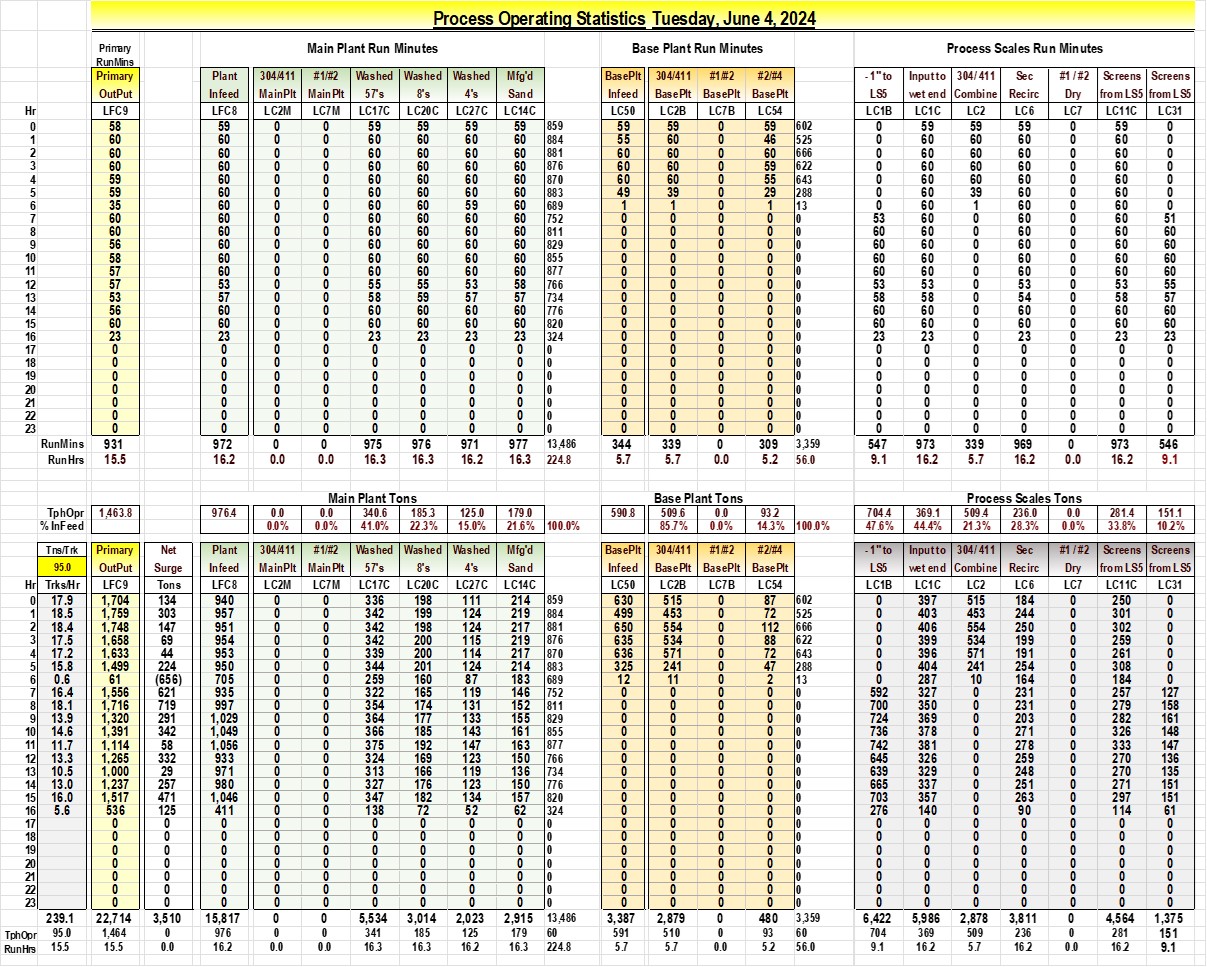 Process Operating Statistics Tuesday, June 4, 2024
Primary Main Plant Run Minutes Base Plant Run Minutes Process Scales Run Minutes
RunMins
Primary Plant 304/411 #1/#2 Washed Washed Washed Mfg'd BasePlt 304/411 #1/#2 #2/#4 -1" to Input to 304/ 411 Sec #1 / #2 Screens Screens
OutPut Infeed MainPlt MainPlt 57's 8's 4's Sand Infeed BasePlt BasePlt BasePlt LS5 wet end Combine Recirc Dry from LS5 from LS5
Hr LFC9 LFC8 LC2M LC7M LC17C LC20C LC27C LC14C LC50 LC2B LC7B LC54 LC1B LC1C LC2 LC6 LC7 LC11C LC31
0 58 59 0 0 59 59 59 59 859 59 59 0 59 602 0 59 59 59 0 59 0
1 60 60 0 0 60 60 60 60 884 55 60 0 46 525 0 60 60 60 0 60 0
2 60 60 0 0 60 60 60 60 881 60 60 0 60 666 0 60 60 60 0 60 0
3 60 60 0 0 60 60 60 60 876 60 60 0 59 622 0 60 60 60 0 60 0
4 59 60 0 0 60 60 60 60 870 60 60 0 55 643 0 60 60 60 0 60 0
5 59 60 0 0 60 60 60 60 883 49 39 0 29 288 0 60 39 60 0 60 0
6 35 60 0 0 60 60 59 60 689 1 1 0 1 13 0 60 1 60 0 60 0
7 60 60 0 0 60 60 60 60 752 0 0 0 0 0 53 60 0 60 0 60 51
8 60 60 0 0 60 60 60 60 811 0 0 0 0 0 60 60 0 60 0 60 60
9 56 60 0 0 60 60 60 60 829 0 0 0 0 0 60 60 0 60 0 60 60
10 58 60 0 0 60 60 60 60 855 0 0 0 0 0 60 60 0 60 0 60 60
11 57 60 0 0 60 60 60 60 877 0 0 0 0 0 60 60 0 60 0 60 60
12 57 53 0 0 55 55 53 58 766 0 0 0 0 0 53 53 0 53 0 53 55
13 53 57 0 0 58 59 57 57 734 0 0 0 0 0 58 58 0 54 0 58 57
14 56 60 0 0 60 60 60 60 776 0 0 0 0 0 60 60 0 60 0 60 60
15 60 60 0 0 60 60 60 60 820 0 0 0 0 0 60 60 0 60 0 60 60
16 23 23 0 0 23 23 23 23 324 0 0 0 0 0 23 23 0 23 0 23 23
17 0 0 0 0 0 0 0 0 0 0 0 0 0 0 0 0 0 0 0 0 0
18 0 0 0 0 0 0 0 0 0 0 0 0 0 0 0 0 0 0 0 0 0
19 0 0 0 0 0 0 0 0 0 0 0 0 0 0 0 0 0 0 0 0 0
20 0 0 0 0 0 0 0 0 0 0 0 0 0 0 0 0 0 0 0 0 0
21 0 0 0 0 0 0 0 0 0 0 0 0 0 0 0 0 0 0 0 0 0
22 0 0 0 0 0 0 0 0 0 0 0 0 0 0 0 0 0 0 0 0 0
23 0 0 0 0 0 0 0 0 0 0 0 0 0 0 0 0 0 0 0 0 0
RunMins 931 972 0 0 975 976 971 977 13,486 344 339 0 309 3,359 547 973 339 969 0 973 546
RunHrs 15.5 16.2 0.0 0.0 16.3 16.3 16.2 16.3 224.8 5.7 5.7 0.0 5.2 56.0 9.1 16.2 5.7 16.2 0.0 16.2 9.1
Main Plant Tons Base Plant Tons Process Scales Tons
TphOpr 1,463.8 976.4 0.0 0.0 340.6 185.3 125.0 179.0 590.8 509.6 0.0 93.2 704.4 369.1 509.4 236.0 0.0 281.4 151.1
% InFeed 0.0% 0.0% 41.0% 22.3% 15.0% 21.6% 100.0% 85.7% 0.0% 14.3% 100.0% 47.6% 44.4% 21.3% 28.3% 0.0% 33.8% 10.2%
Tns/Trk Primary Net Plant 304/411 #1/#2 Washed Washed Washed Mfg'd BasePlt 304/411 #1/#2 #2/#4 -1" to Input to 304/ 411 Sec #1 / #2 Screens Screens
95.0 OutPut Surge Infeed MainPlt MainPlt 57's 8's 4's Sand Infeed BasePlt BasePlt BasePlt LS5 wet end Combine Recirc Dry from LS5 from LS5
Hr Trks/Hr LFC9 Tons LFC8 LC2M LC7M LC17C LC20C LC27C LC14C LC50 LC2B LC7B LC54 LC1B LC1C LC2 LC6 LC7 LC11C LC31
0 17.9 1,704 134 940 0 0 336 198 111 214 859 630 515 0 87 602 0 397 515 184 0 250 0
1 18.5 1,759 303 957 0 0 342 199 124 219 884 499 453 0 72 525 0 403 453 244 0 301 0
2 18.4 1,748 147 951 0 0 342 198 124 217 881 650 554 0 112 666 0 406 554 250 0 302 0
3 17.5 1,658 69 954 0 0 342 200 115 219 876 635 534 0 88 622 0 399 534 199 0 259 0
4 17.2 1,633 44 953 0 0 339 200 114 217 870 636 571 0 72 643 0 396 571 191 0 261 0
5 15.8 1,499 224 950 0 0 344 201 124 214 883 325 241 0 47 288 0 404 241 254 0 308 0
6 0.6 61 (656) 705 0 0 259 160 87 183 689 12 11 0 2 13 0 287 10 164 0 184 0
7 16.4 1,556 621 935 0 0 322 165 119 146 752 0 0 0 0 0 592 327 0 231 0 257 127
8 18.1 1,716 719 997 0 0 354 174 131 152 811 0 0 0 0 0 700 350 0 231 0 279 158
9 13.9 1,320 291 1,029 0 0 364 177 133 155 829 0 0 0 0 0 724 369 0 203 0 282 161
10 14.6 1,391 342 1,049 0 0 366 185 143 161 855 0 0 0 0 0 736 378 0 271 0 326 148
11 11.7 1,114 58 1,056 0 0 375 192 147 163 877 0 0 0 0 0 742 381 0 278 0 333 147
12 13.3 1,265 332 933 0 0 324 169 123 150 766 0 0 0 0 0 645 326 0 259 0 270 136
13 10.5 1,000 29 971 0 0 313 166 119 136 734 0 0 0 0 0 639 329 0 248 0 270 135
14 13.0 1,237 257 980 0 0 327 176 123 150 776 0 0 0 0 0 665 337 0 251 0 271 151
15 16.0 1,517 471 1,046 0 0 347 182 134 157 820 0 0 0 0 0 703 357 0 263 0 297 151
16 5.6 536 125 411 0 0 138 72 52 62 324 0 0 0 0 0 276 140 0 90 0 114 61
17 0 0 0 0 0 0 0 0 0 0 0 0 0 0 0 0 0 0 0 0 0 0
18 0 0 0 0 0 0 0 0 0 0 0 0 0 0 0 0 0 0 0 0 0 0
19 0 0 0 0 0 0 0 0 0 0 0 0 0 0 0 0 0 0 0 0 0 0
20 0 0 0 0 0 0 0 0 0 0 0 0 0 0 0 0 0 0 0 0 0 0
21 0 0 0 0 0 0 0 0 0 0 0 0 0 0 0 0 0 0 0 0 0 0
22 0 0 0 0 0 0 0 0 0 0 0 0 0 0 0 0 0 0 0 0 0 0
23 0 0 0 0 0 0 0 0 0 0 0 0 0 0 0 0 0 0 0 0 0 0
239.1 22,714 3,510 15,817 0 0 5,534 3,014 2,023 2,915 13,486 3,387 2,879 0 480 3,359 6,422 5,986 2,878 3,811 0 4,564 1,375
TphOpr 95.0 1,464 0 976 0 0 341 185 125 179 60 591 510 0 93 60 704 369 509 236 0 281 151
RunHrs 15.5 15.5 0.0 16.2 0.0 0.0 16.3 16.3 16.2 16.3 224.8 5.7 5.7 0.0 5.2 56.0 9.1 16.2 5.7 16.2 0.0 16.2 9.1